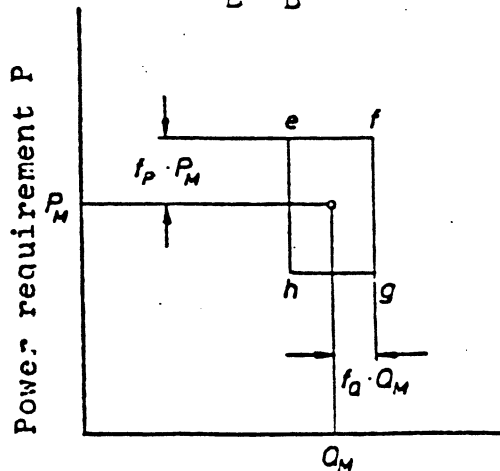 Power requirement P
e f
f_P · P_M
P_M
h g
f_Q · Q_M
Q_M